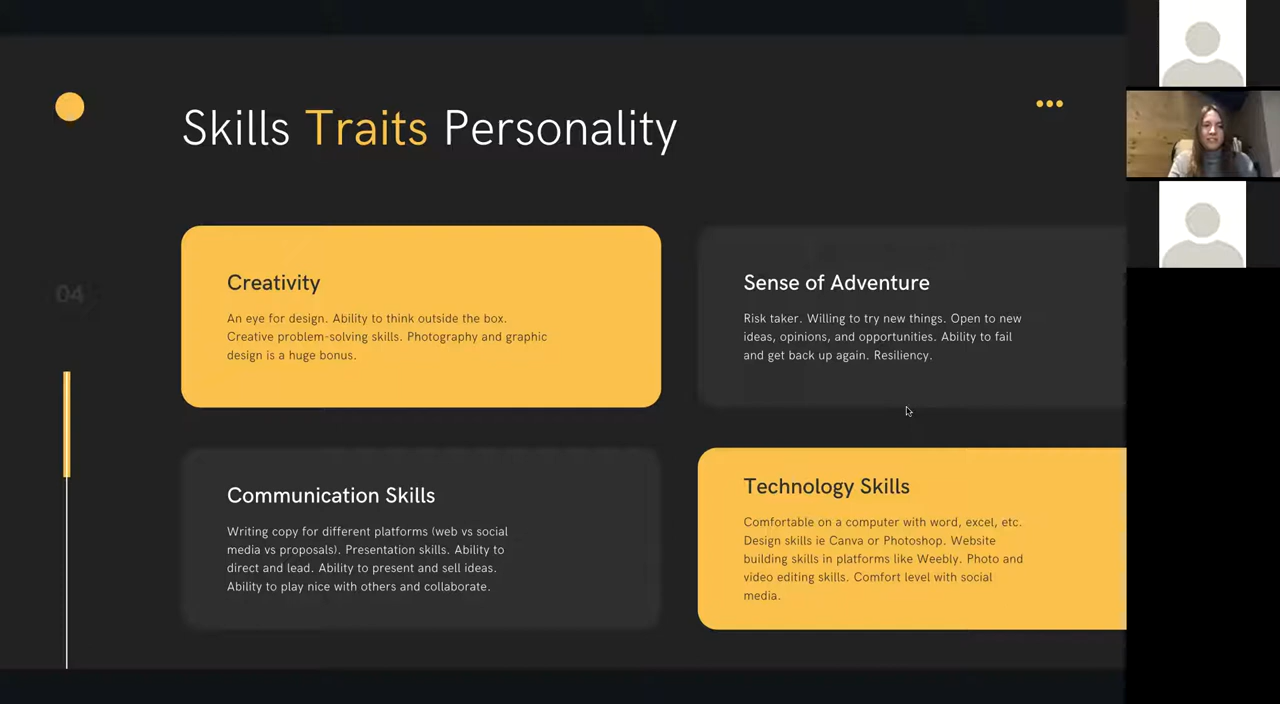 Skills Traits Personality
Creativity
An eye for design. Ability to think outside the box.
Creative problem-solving skills. Photography and graphic
design is a huge bonus.
Sense of Adventure
Risk taker. Willing to try new things. Open to new
ideas, opinions, and opportunities. Ability to fail
and get back up again. Resiliency.
04
Communication Skills
Writing copy for different platforms (web vs social
media vs proposals). Presentation skills. Ability to
direct and lead. Ability to present and sell ideas.
Ability to play nice with others and collaborate.
Technology Skills
Comfortable on a computer with word, excel, etc.
Design skills ie Canva or Photoshop. Website
building skills in platforms like Weebly. Photo and
video editing skills. Comfort level with social
media.